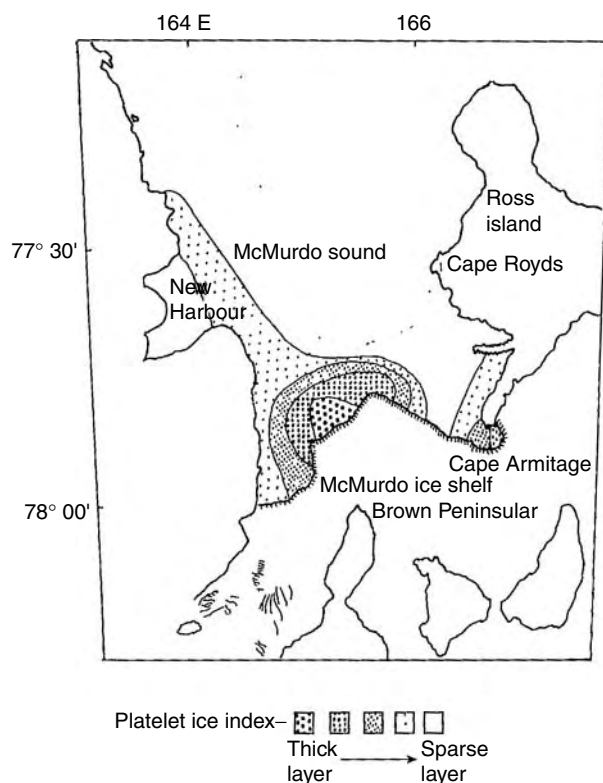 164 E 166
Ross
island
77° 30'
McMurdo sound
Cape Royds
New
Harbour
Cape Armitage
McMurdo ice shelf
Brown Peninsular
78° 00'
Platelet ice index–
Thick Sparse
layer layer